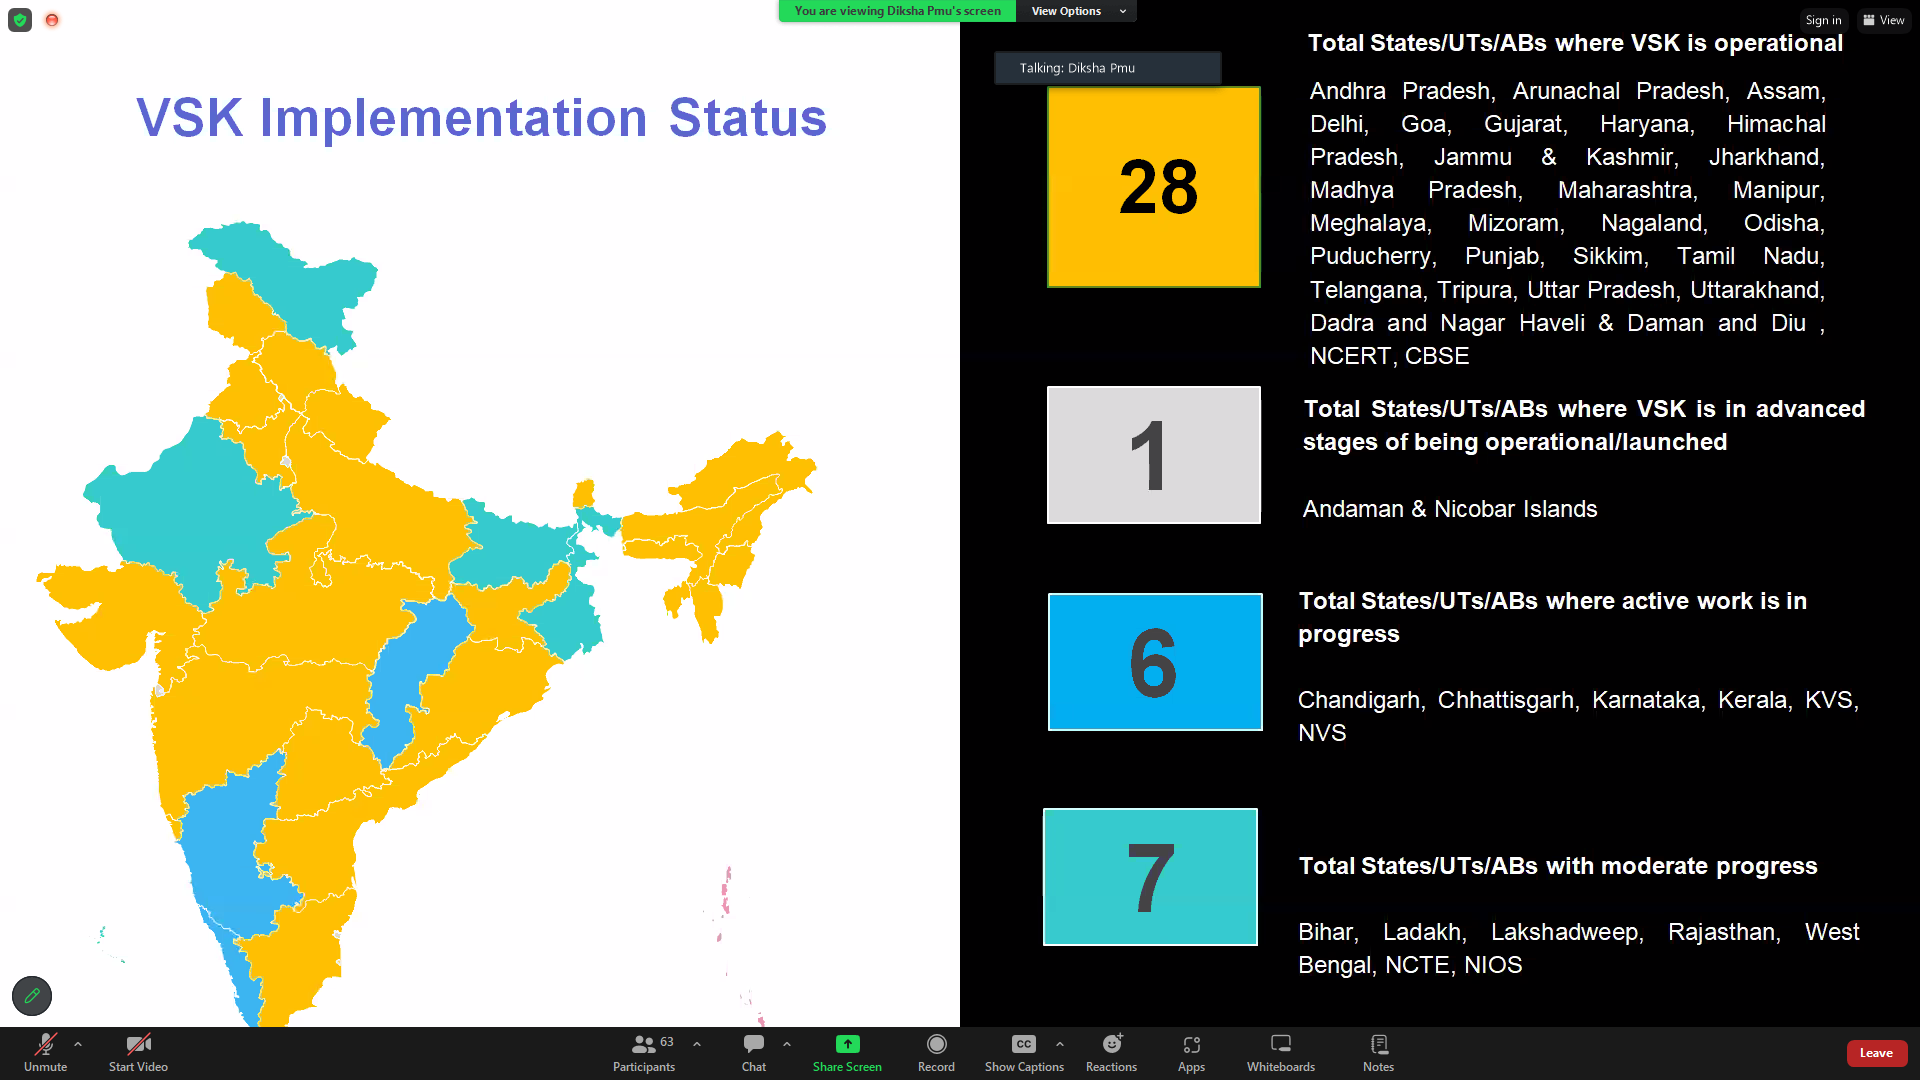 You are viewing Diksha Pmu's screen
View Options
Sign in
View
Talking: Diksha Pmu
VSK Implementation Status
28
Total States/UTs/ABs where VSK is operational
Andhra Pradesh, Arunachal Pradesh, Assam,
Delhi, Goa, Gujarat, Haryana, Himachal
Pradesh, Jammu & Kashmir, Jharkhand,
Madhya Pradesh, Maharashtra, Manipur,
Meghalaya, Mizoram, Nagaland, Odisha,
Puducherry, Punjab, Sikkim, Tamil Nadu,
Telangana, Tripura, Uttar Pradesh, Uttarakhand,
Dadra and Nagar Haveli & Daman and Diu ,
NCERT, CBSE
1
Total States/UTs/ABs where VSK is in advanced
stages of being operational/launched
Andaman & Nicobar Islands
6
Total States/UTs/ABs where active work is in
progress
Chandigarh, Chhattisgarh, Karnataka, Kerala, KVS,
NVS
7
Total States/UTs/ABs with moderate progress
Bihar, Ladakh, Lakshadweep, Rajasthan, West
Bengal, NCTE, NIOS
Unmute
Start Video
63
Participants
Chat
Share Screen
Record
CC
Show Captions
Reactions
Apps
Whiteboards
Notes
Leave